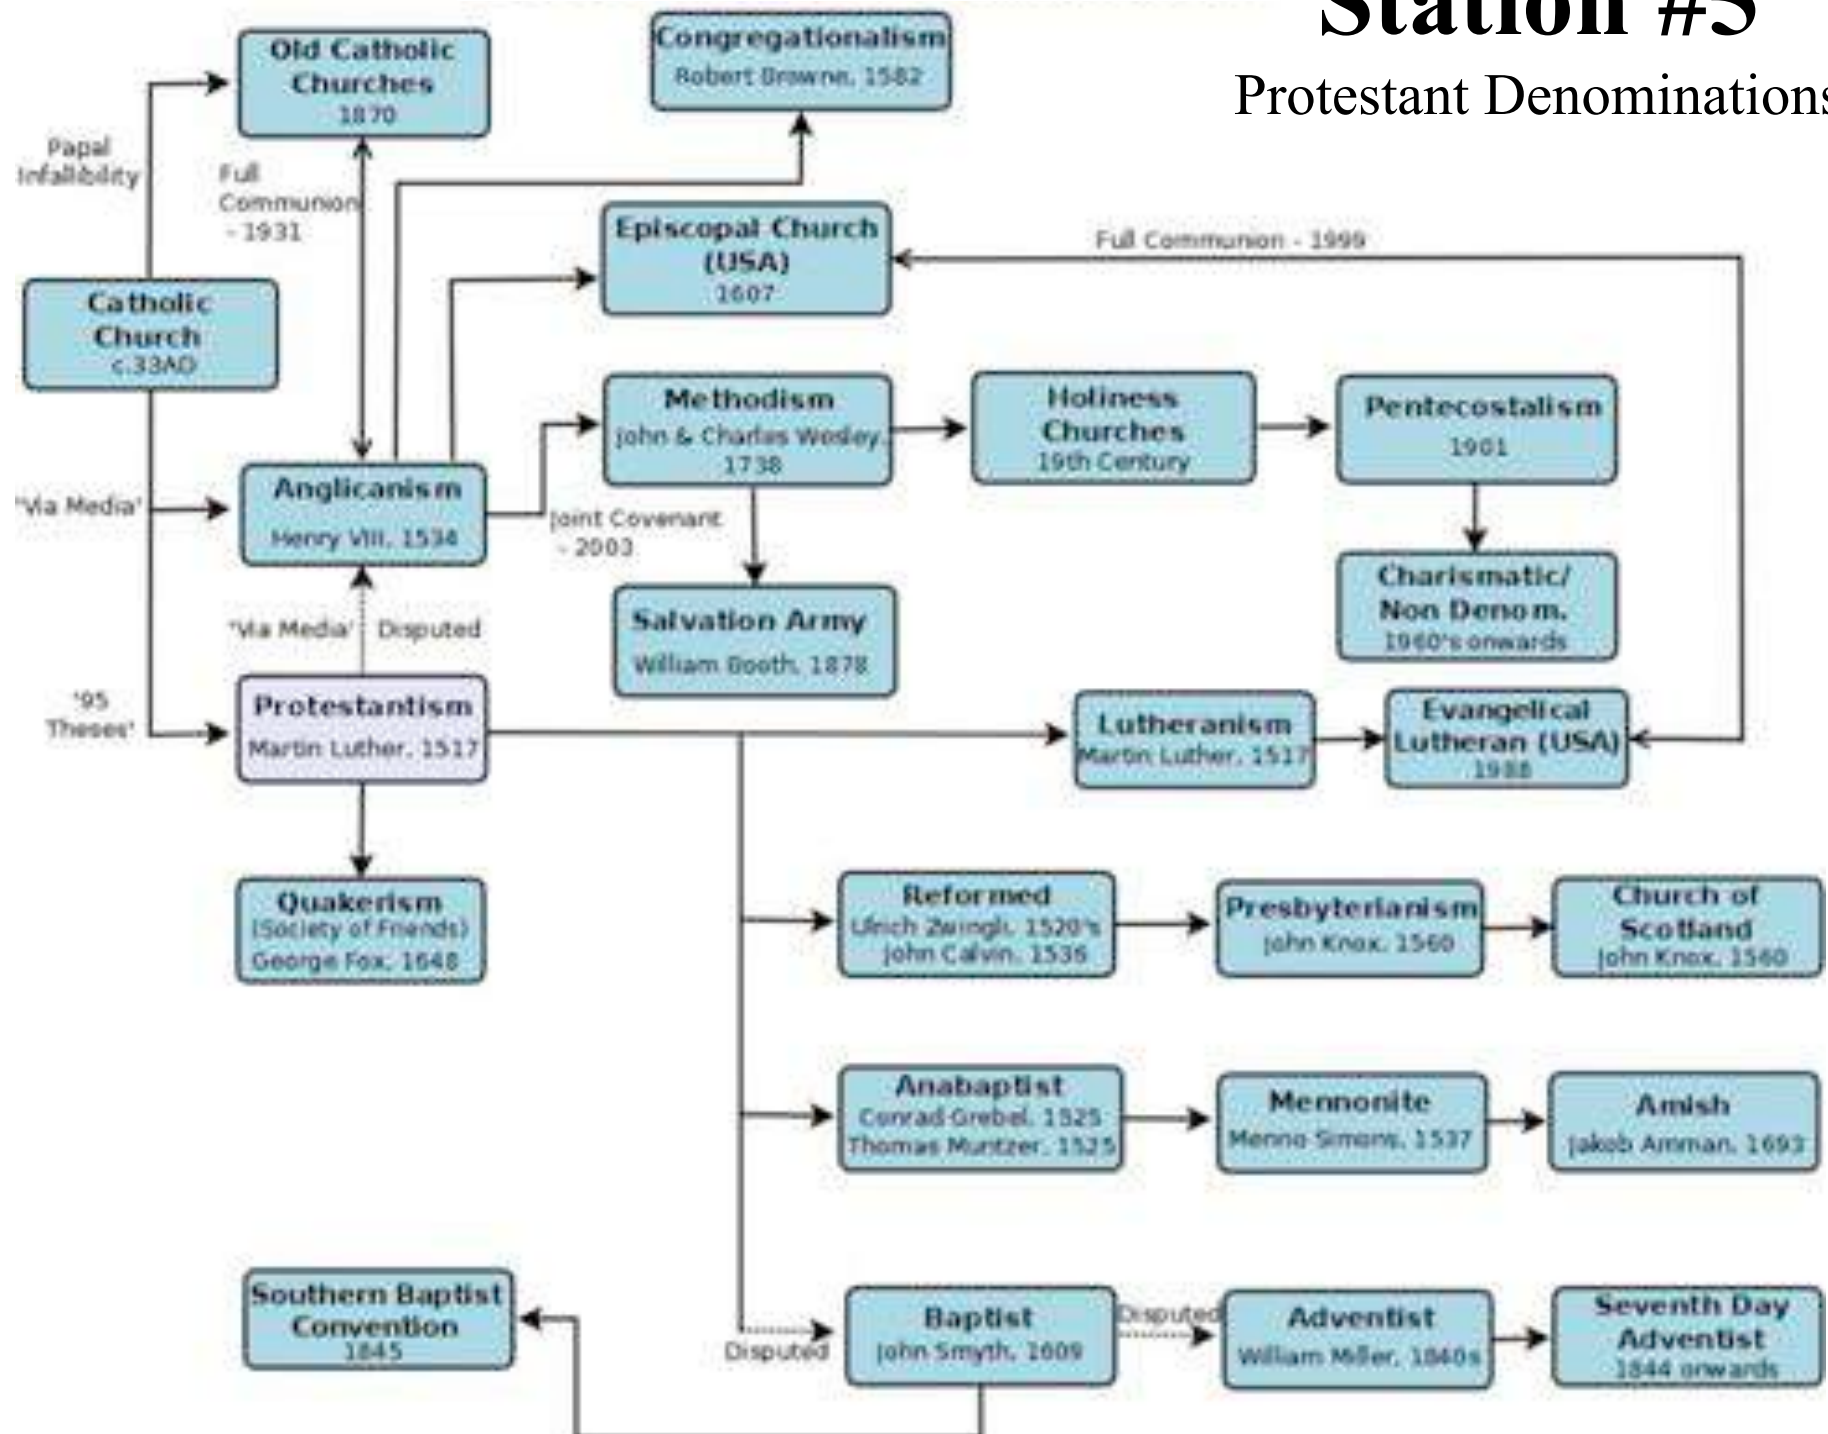 Station #5
Protestant Denominations
Old Catholic
Churches
1870
Congregationalism
Robert Browne, 1582
Papal
Infallibility
Full
Communion
- 1931
Episcopal Church
(USA)
1607
Full Communion - 1999
Catholic
Church
c.33AD
Methodism
John & Charles Wesley,
1738
Holiness
Churches
19th Century
Pentecostalism
1901
'Via Media'
Anglicanism
Henry VIII, 1534
Joint Covenant
- 2003
Charismatic/
Non Denom.
1960's onwards
'Via Media' Disputed
Salvation Army
William Booth, 1878
'95
Theses'
Protestantism
Martin Luther, 1517
Lutheranism
Martin Luther, 1517
Evangelical
Lutheran (USA)
1988
Quakerism
(Society of Friends)
George Fox, 1648
Reformed
Ulrich Zwingli, 1520's
John Calvin, 1536
Presbyterianism
John Knox, 1560
Church of
Scotland
John Knox, 1560
Anabaptist
Conrad Grebel, 1525
Thomas Muntzer, 1525
Mennonite
Menno Simons, 1537
Amish
Jakob Amman, 1693
Southern Baptist
Convention
1845
Disputed
Baptist
John Smyth, 1609
Disputed
Adventist
William Miller, 1840s
Seventh Day
Adventist
1844 onwards